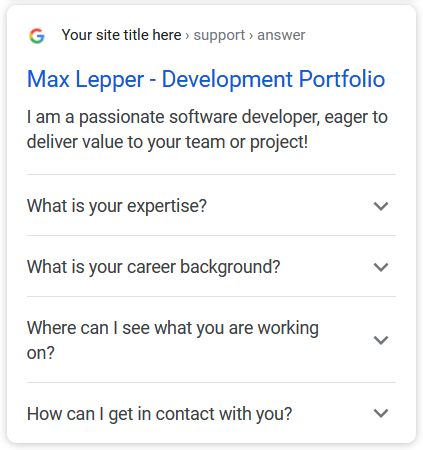 Your site title here › support › answer
Max Lepper - Development Portfolio
I am a passionate software developer, eager to
deliver value to your team or project!
What is your expertise?
What is your career background?
Where can I see what you are working
on?
How can I get in contact with you?